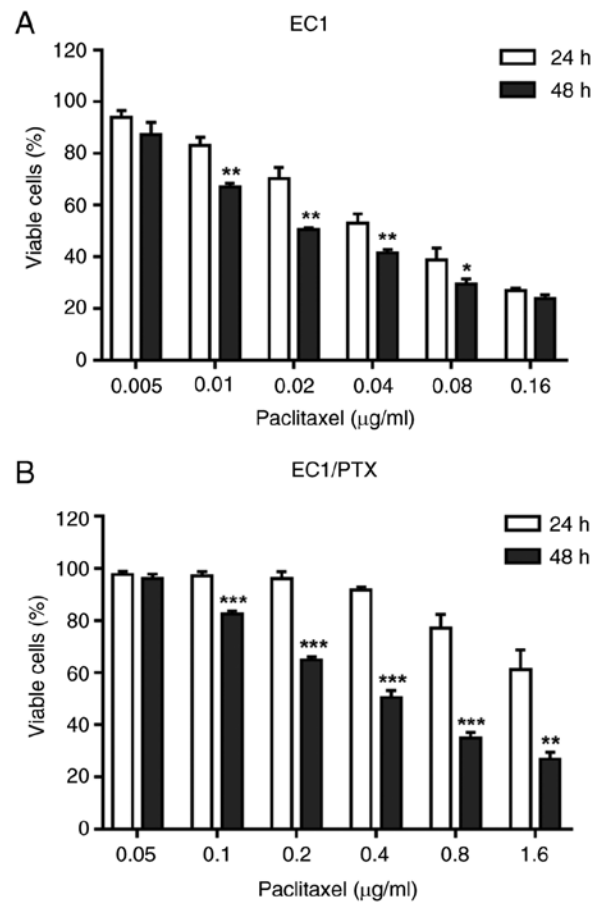 A
EC1
120
100
80
60
40
20
0
Viable cells (%)
24 h
48 h
**
**
**
*
0.005 0.01 0.02 0.04 0.08 0.16
Paclitaxel (μg/ml)
B
EC1/PTX
120
100
80
60
40
20
0
Viable cells (%)
24 h
48 h
***
***
***
***
**
0.05 0.1 0.2 0.4 0.8 1.6
Paclitaxel (μg/ml)